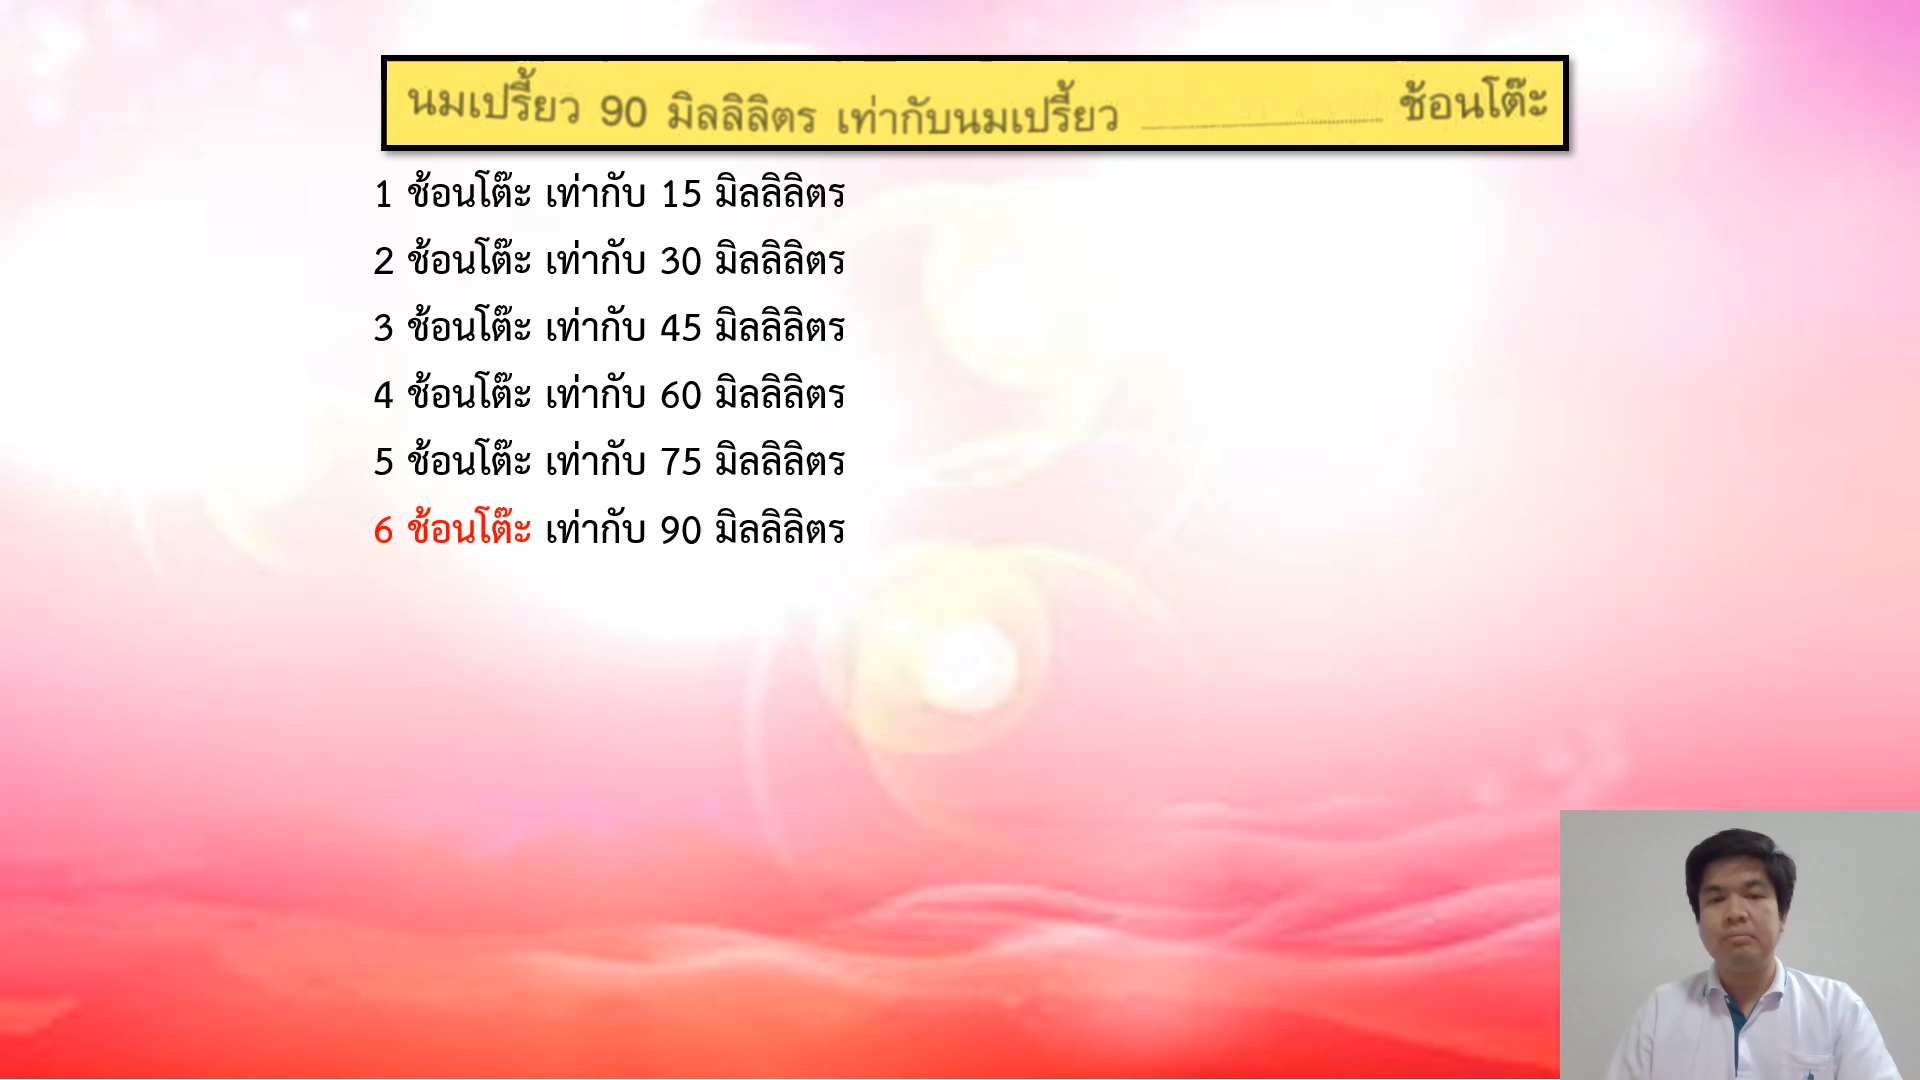 นมเปรี้ยว 90 มิลลิลิตร เท่ากับนมเปรี้ยว ........................ ช้อนโต๊ะ
1 ช้อนโต๊ะ เท่ากับ 15 มิลลิลิตร
2 ช้อนโต๊ะ เท่ากับ 30 มิลลิลิตร
3 ช้อนโต๊ะ เท่ากับ 45 มิลลิลิตร
4 ช้อนโต๊ะ เท่ากับ 60 มิลลิลิตร
5 ช้อนโต๊ะ เท่ากับ 75 มิลลิลิตร
6 ช้อนโต๊ะ เท่ากับ 90 มิลลิลิตร